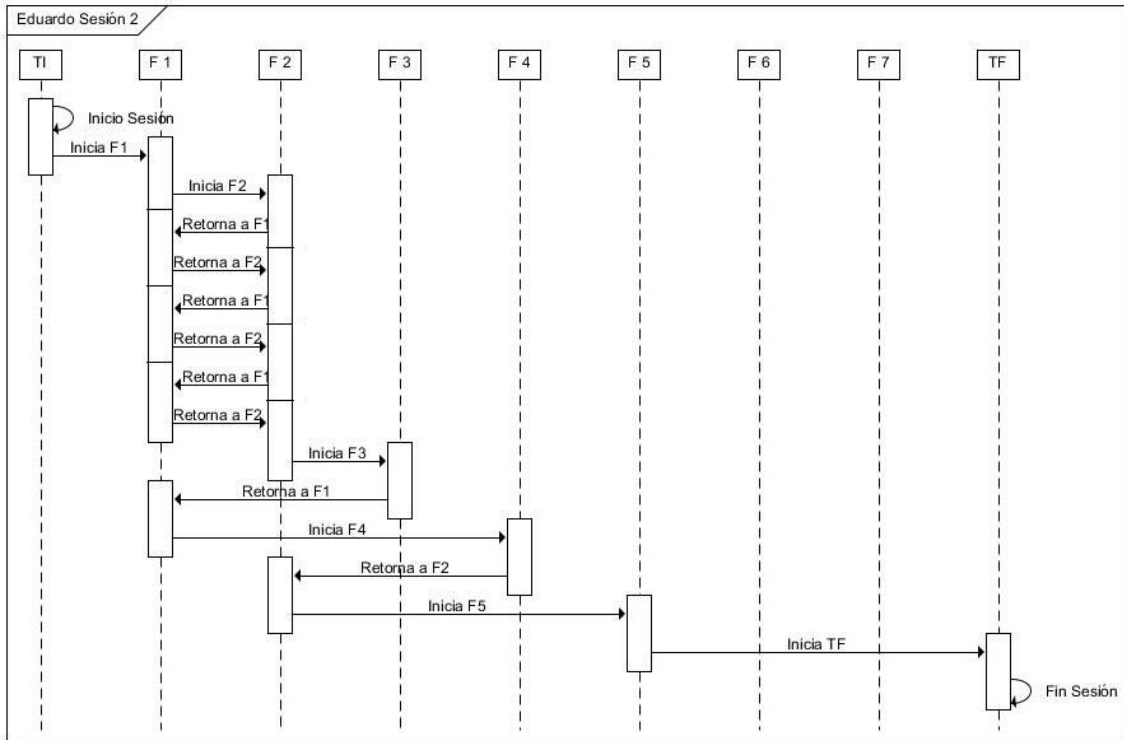 Eduardo Sesión 2
TI
F 1
F 2
F 3
F 4
F 5
F 6
F 7
TF
Inicio Sesión
Inicia F1
Inicia F2
Retorna a F1
Retorna a F2
Retorna a F1
Retorna a F2
Retorna a F1
Retorna a F2
Inicia F3
Retorna a F1
Inicia F4
Retorna a F2
Inicia F5
Inicia TF
Fin Sesión